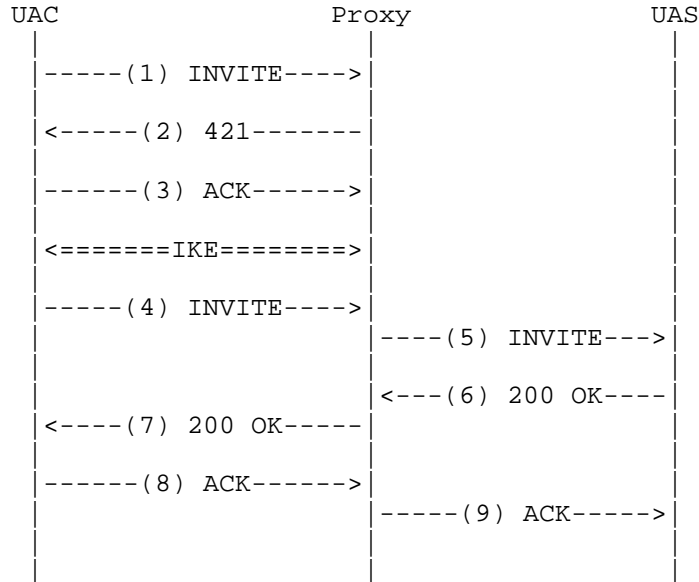 UAC Proxy UAS
-----(1) INVITE---->
<-----(2) 421-------
------(3) ACK------>
<=======IKE========>
-----(4) INVITE---->
----(5) INVITE--->
<---(6) 200 OK----
<----(7) 200 OK-----
------(8) ACK------>
-----(9) ACK----->